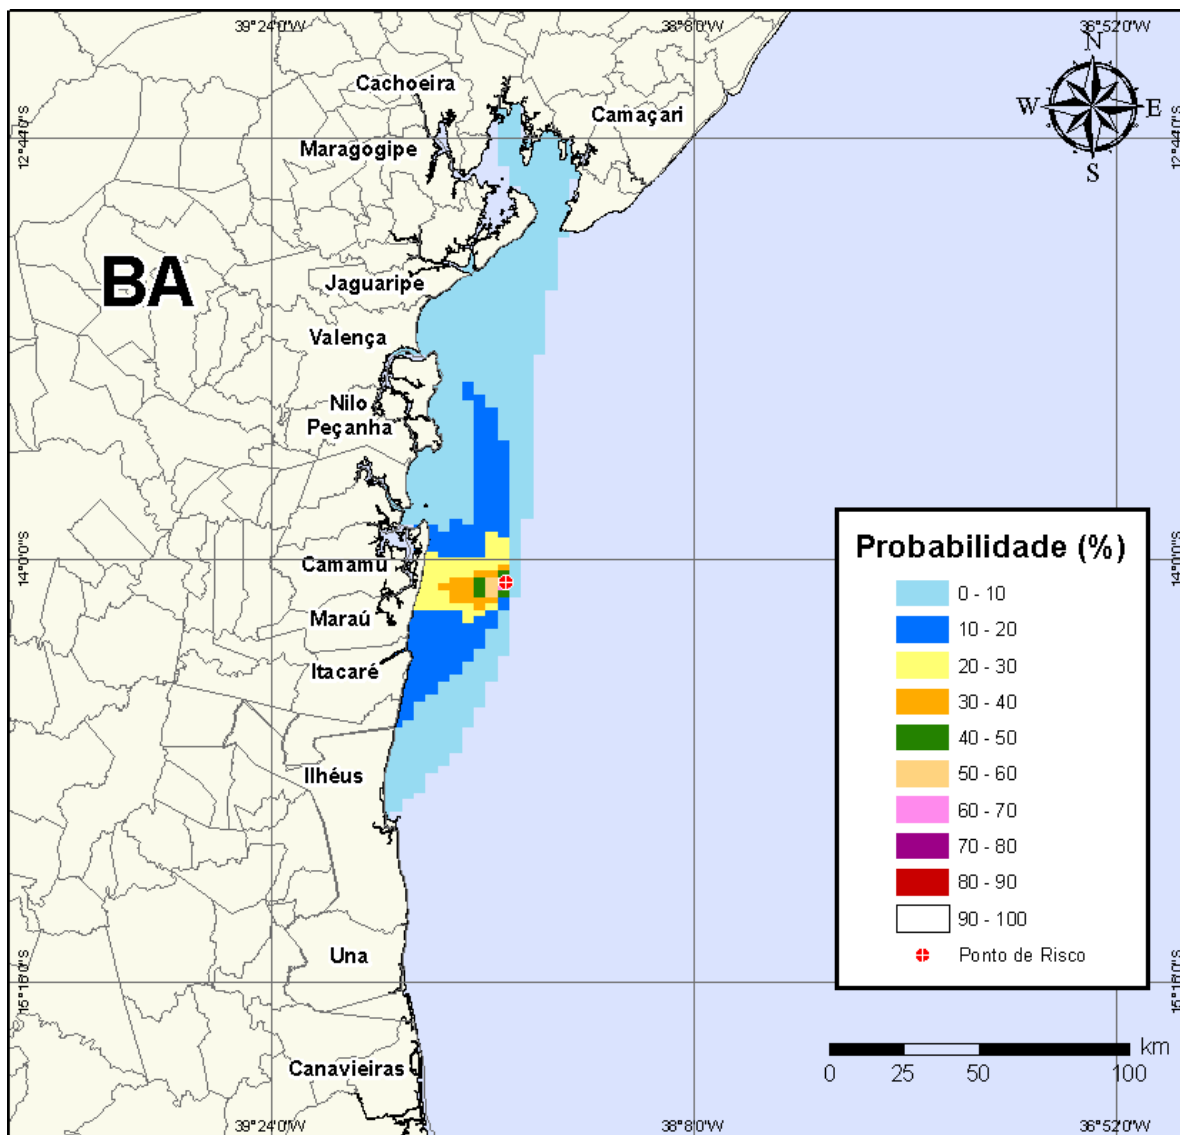 39°24'0"W
38°8'0"W
36°52'0"W
N
W
E
S
12°44'0"S
12°44'0"S
Cachoeira
Camaçari
Maragogipe
BA
Jaguaripe
Valença
Nilo
Peçanha
14°0'0"S
14°0'0"S
Camamu
Maraú
Itacaré
Ilhéus
Una
Canavieiras
Probabilidade (%)
0 - 10
10 - 20
20 - 30
30 - 40
40 - 50
50 - 60
60 - 70
70 - 80
80 - 90
90 - 100
Ponto de Risco
15°16'0"S
15°16'0"S
km
0 25 50 100
39°24'0"W
38°8'0"W
36°52'0"W